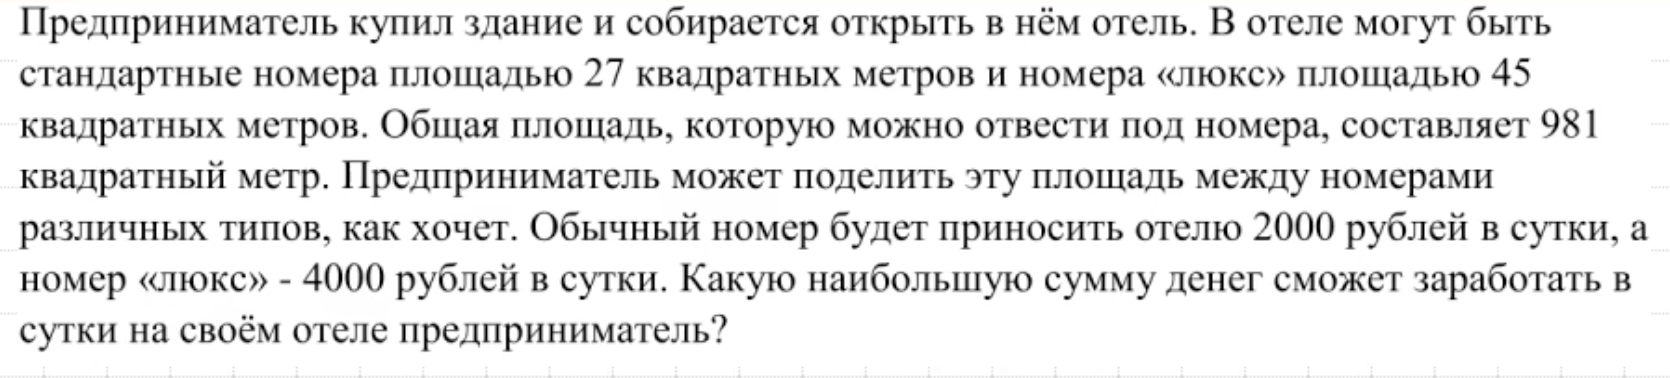 Предприниматель купил здание и собирается открыть в нём отель. В отеле могут быть
стандартные номера площадью 27 квадратных метров и номера «люкс» площадью 45
квадратных метров. Общая площадь, которую можно отвести под номера, составляет 981
квадратный метр. Предприниматель может поделить эту площадь между номерами
различных типов, как хочет. Обычный номер будет приносить отелю 2000 рублей в сутки, а
номер «люкс» - 4000 рублей в сутки. Какую наибольшую сумму денег сможет заработать в
сутки на своём отеле предприниматель?